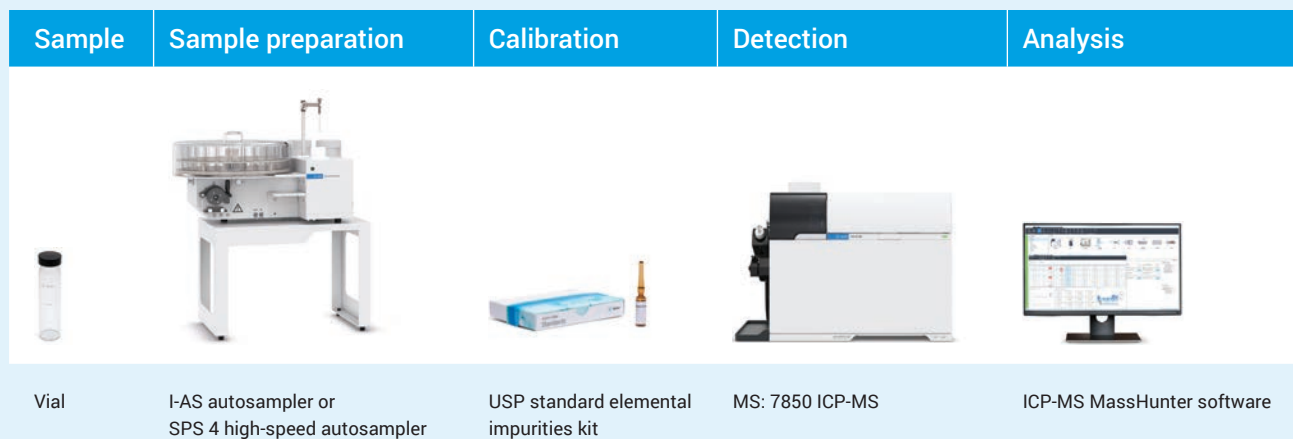 Sample
Sample preparation
Calibration
Detection
Analysis
Vial
I-AS autosampler or
SPS 4 high-speed autosampler
USP standard elemental
impurities kit
MS: 7850 ICP-MS
ICP-MS MassHunter software